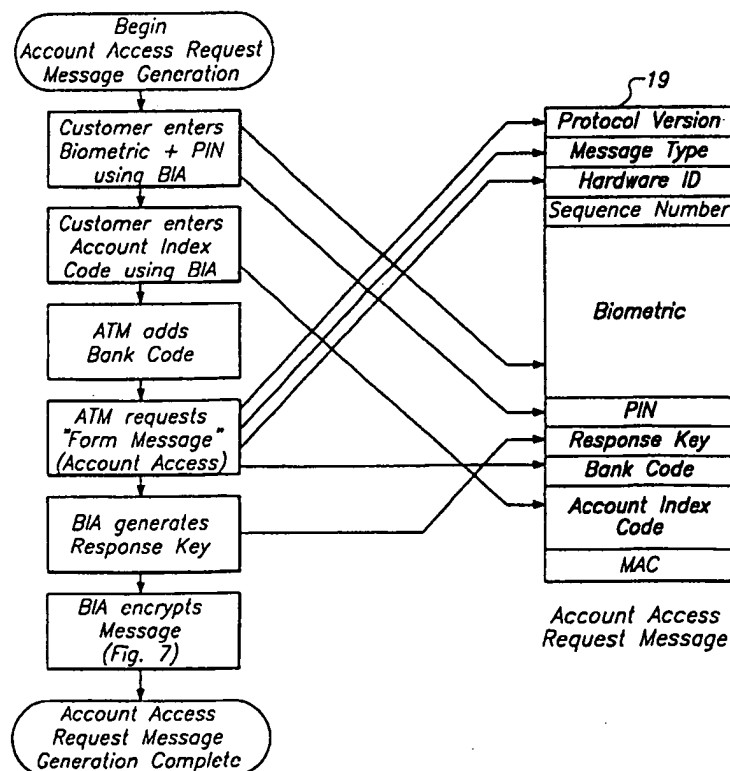 Begin
Account Access Request
Message Generation
Customer enters
Biometric + PIN
using BIA
Customer enters
Account Index
Code using BIA
ATM adds
Bank Code
ATM requests
"Form Message"
(Account Access)
BIA generates
Response Key
BIA encrypts
Message
(Fig. 7)
Account Access
Request Message
Generation Complete
19
Protocol Version
Message Type
Hardware ID
Sequence Number
Biometric
PIN
Response Key
Bank Code
Account Index
Code
MAC
Account Access
Request Message